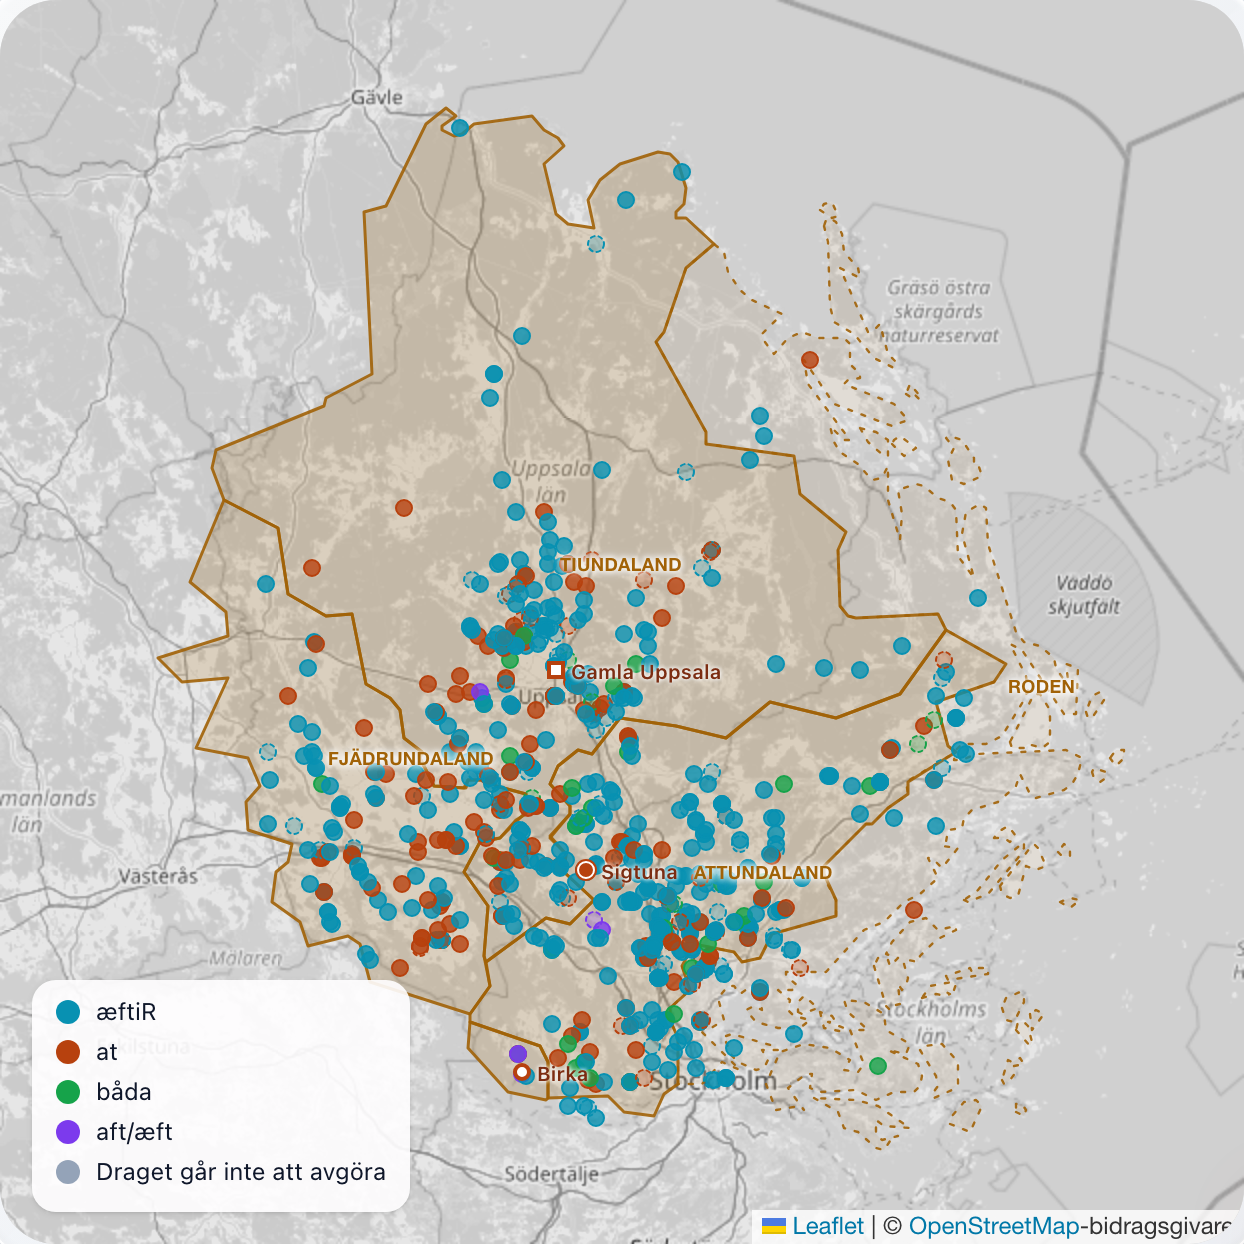 Gävle
Gräsö östra
skärgårds
naturreservat
Uppsala
län
TIUNDALAND
Väddö
skjutfält
Gamla Uppsala
RODEN
FJÄDRUNDALAND
manlands
län
Västerås
Sigtuna
ATTUNDALAND
Mälaren
Stockholms
län
Birka
Stockholm
Södertälje
æftiR
at
båda
aft/æft
Draget går inte att avgöra
Leaflet | © OpenStreetMap-bidragsgivare